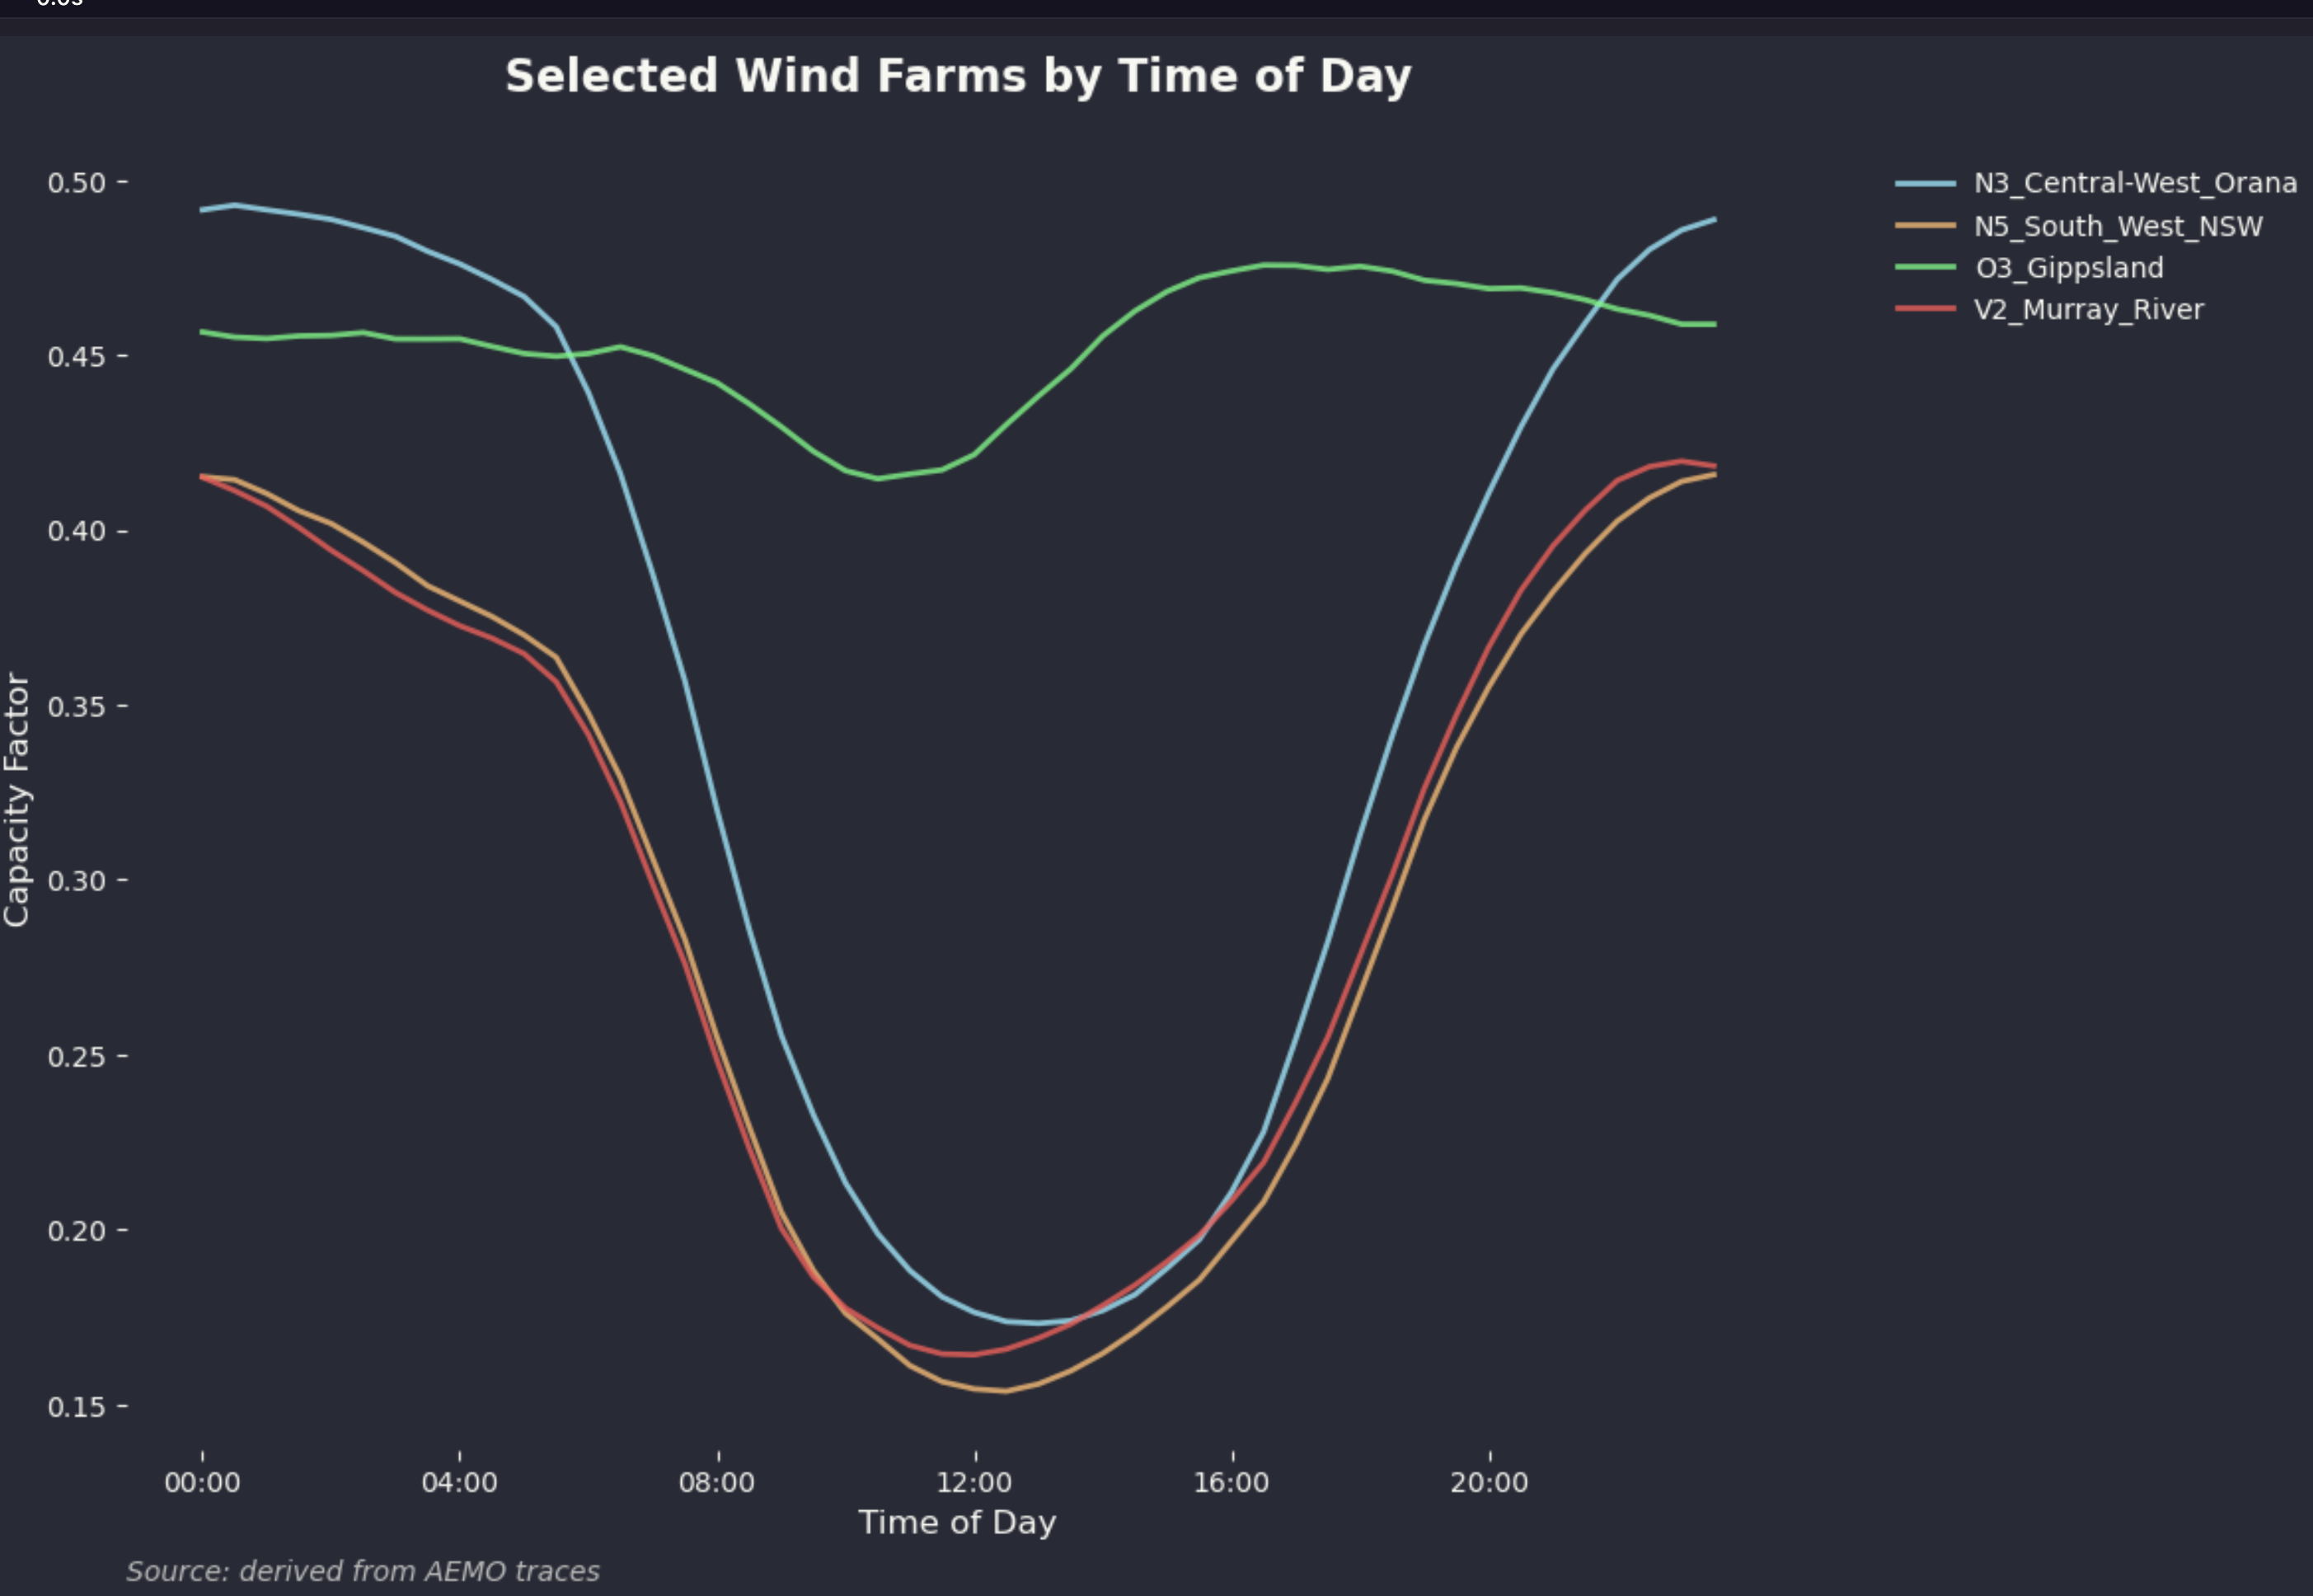 Selected Wind Farms by Time of Day
N3_Central-West_Orana
N5_South_West_NSW
O3_Gippsland
V2_Murray_River
Capacity Factor
0.50
0.45
0.40
0.35
0.30
0.25
0.20
0.15
00:00 04:00 08:00 12:00 16:00 20:00
Time of Day
Source: derived from AEMO traces